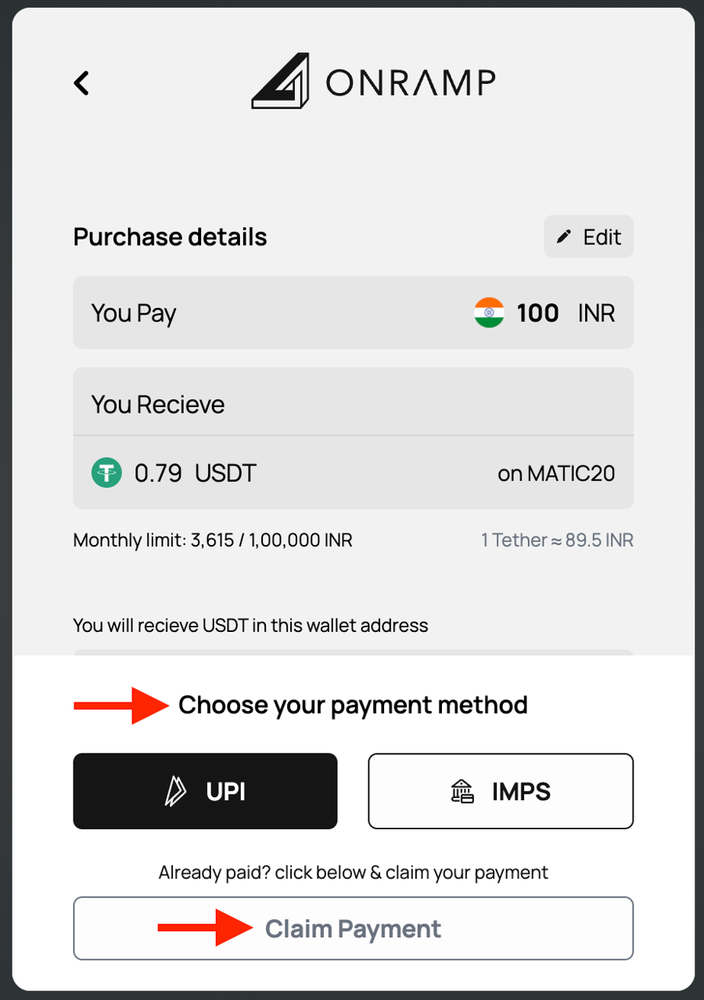 ONRAMP
Purchase details
Edit
You Pay 100 INR
You Recieve
0.79 USDT on MATIC20
Monthly limit: 3,615 / 1,00,000 INR 1 Tether ≈ 89.5 INR
You will recieve USDT in this wallet address
Choose your payment method
UPI IMPS
Already paid? click below & claim your payment
Claim Payment